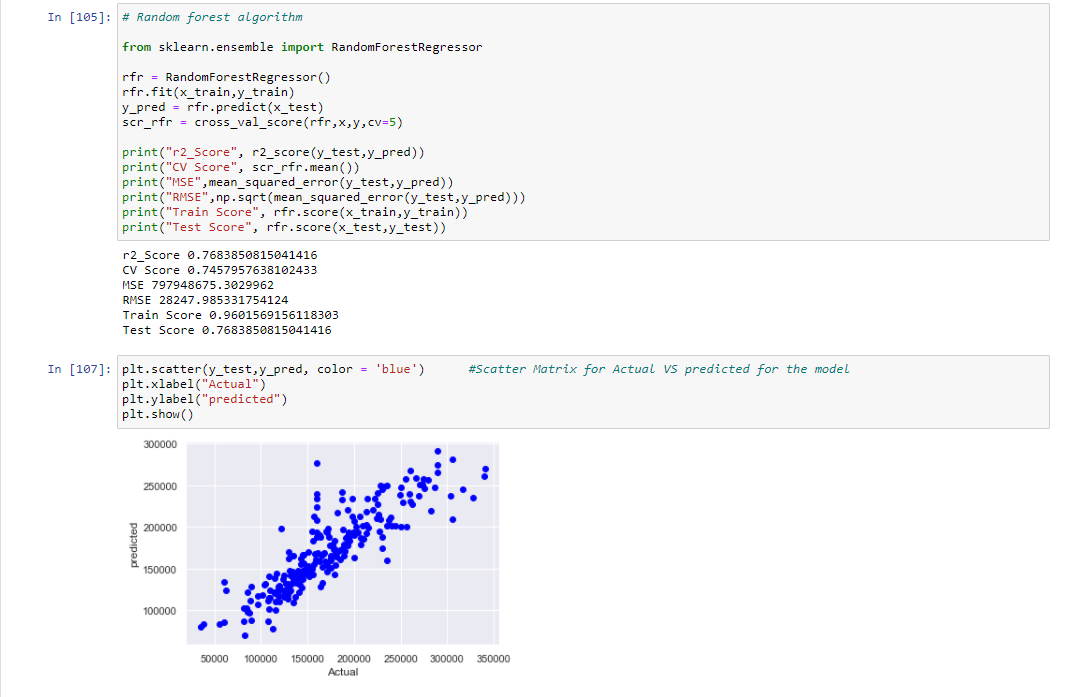 In [105]: # Random forest algorithm
from sklearn.ensemble import RandomForestRegressor
rfr = RandomForestRegressor()
rfr.fit(x_train,y_train)
y_pred = rfr.predict(x_test)
scr_rfr = cross_val_score(rfr,x,y,cv=5)
print("r2_Score", r2_score(y_test,y_pred))
print("CV Score", scr_rfr.mean())
print("MSE",mean_squared_error(y_test,y_pred))
print("RMSE",np.sqrt(mean_squared_error(y_test,y_pred)))
print("Train Score", rfr.score(x_train,y_train))
print("Test Score", rfr.score(x_test,y_test))
r2_Score 0.7683850815041416
CV Score 0.7457957638102433
MSE 797948675.3029962
RMSE 28247.985331754124
Train Score 0.9601569156118303
Test Score 0.7683850815041416
In [107]: plt.scatter(y_test,y_pred, color = 'blue') #Scatter Matrix for Actual VS predicted for the model
plt.xlabel("Actual")
plt.ylabel("predicted")
plt.show()
300000
250000
200000
150000
100000
predicted
50000 100000 150000 200000 250000 300000 350000
Actual